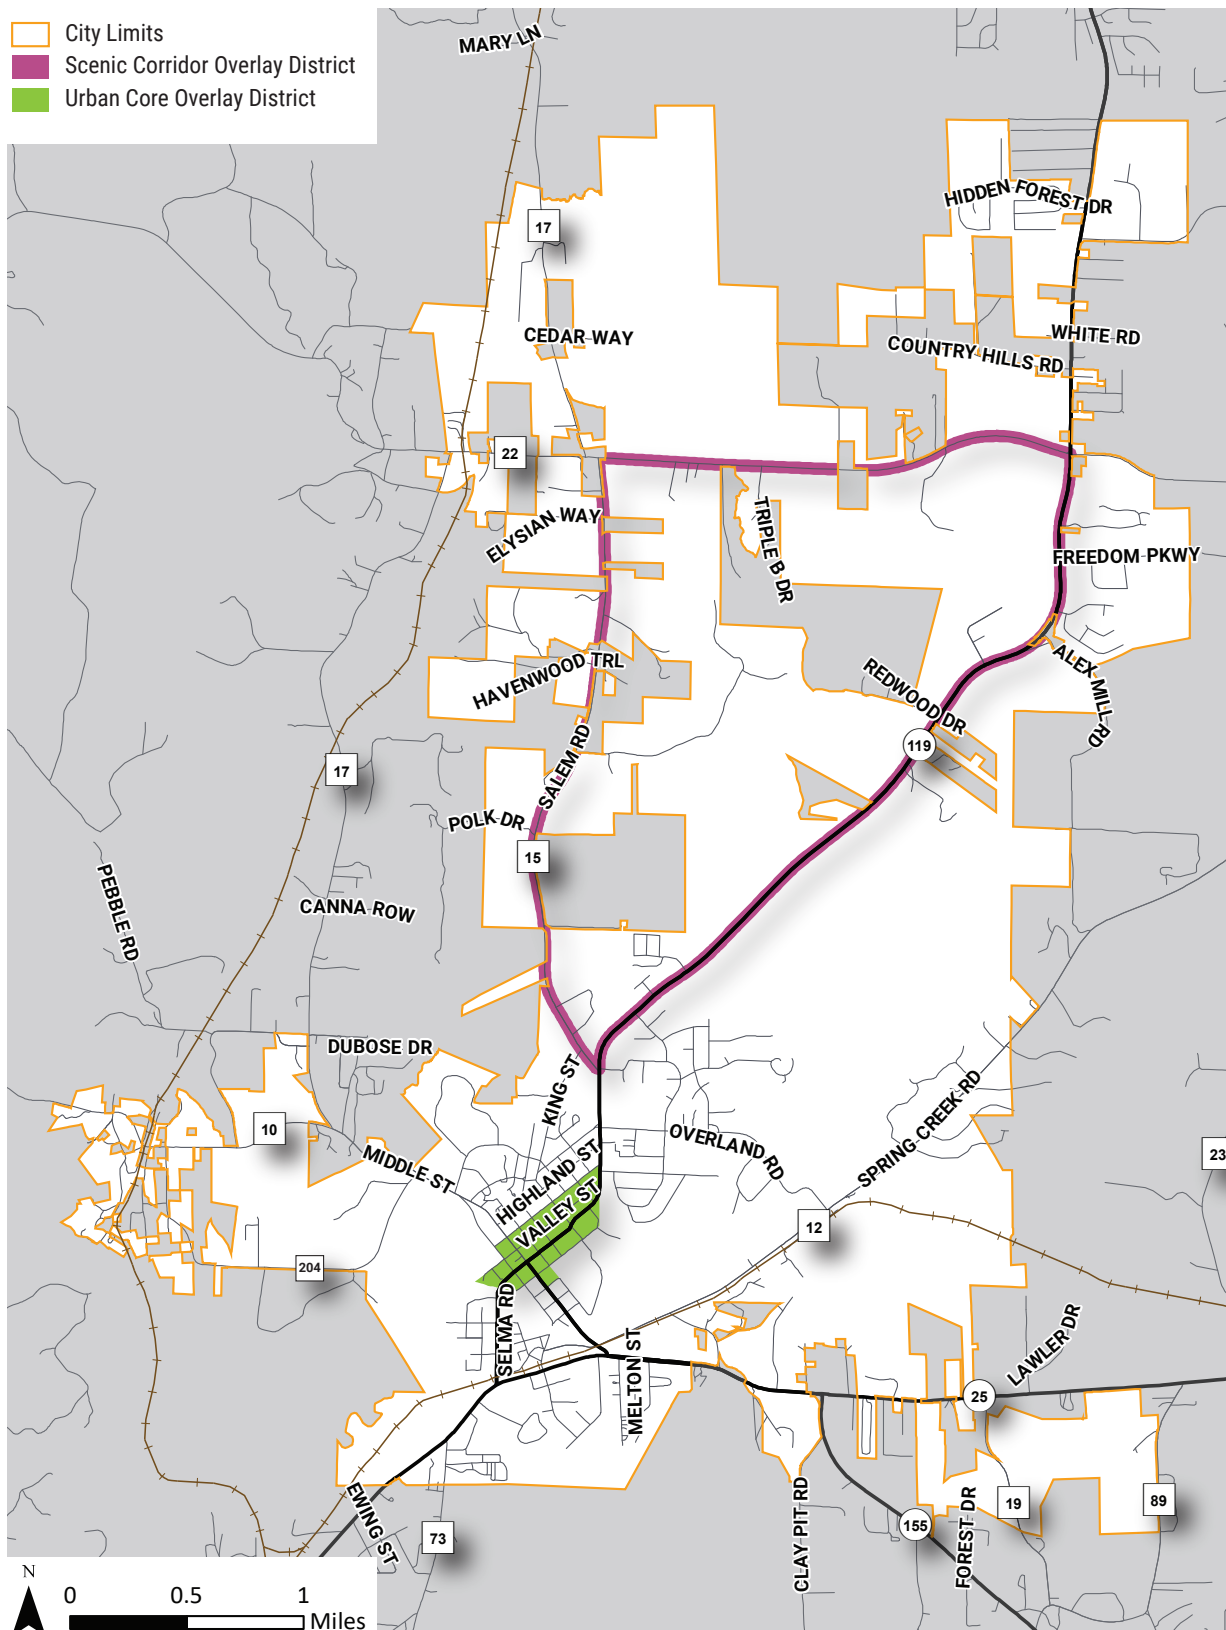 City Limits
Scenic Corridor Overlay District
Urban Core Overlay District
MARY LN
HIDDEN FOREST DR
17
CEDAR WAY
WHITE RD
COUNTRY HILLS RD
22
ELYSIAN WAY
TRIPLE B DR
FREEDOM PKWY
HAVENWOOD TRL
ALEX MILL RD
REDWOOD DR
119
SALEM RD
17
POLK DR
15
PEBBLE RD
CANNA ROW
DUBOSE DR
KING ST
10
OVERLAND RD
SPRING CREEK RD
MIDDLE ST
HIGHLAND ST
VALLEY ST
23
12
204
SELMA RD
MELTON ST
LAWLER DR
25
EWING ST
CLAY PIT RD
FOREST DR
19
89
155
73
N
0 0.5 1
Miles